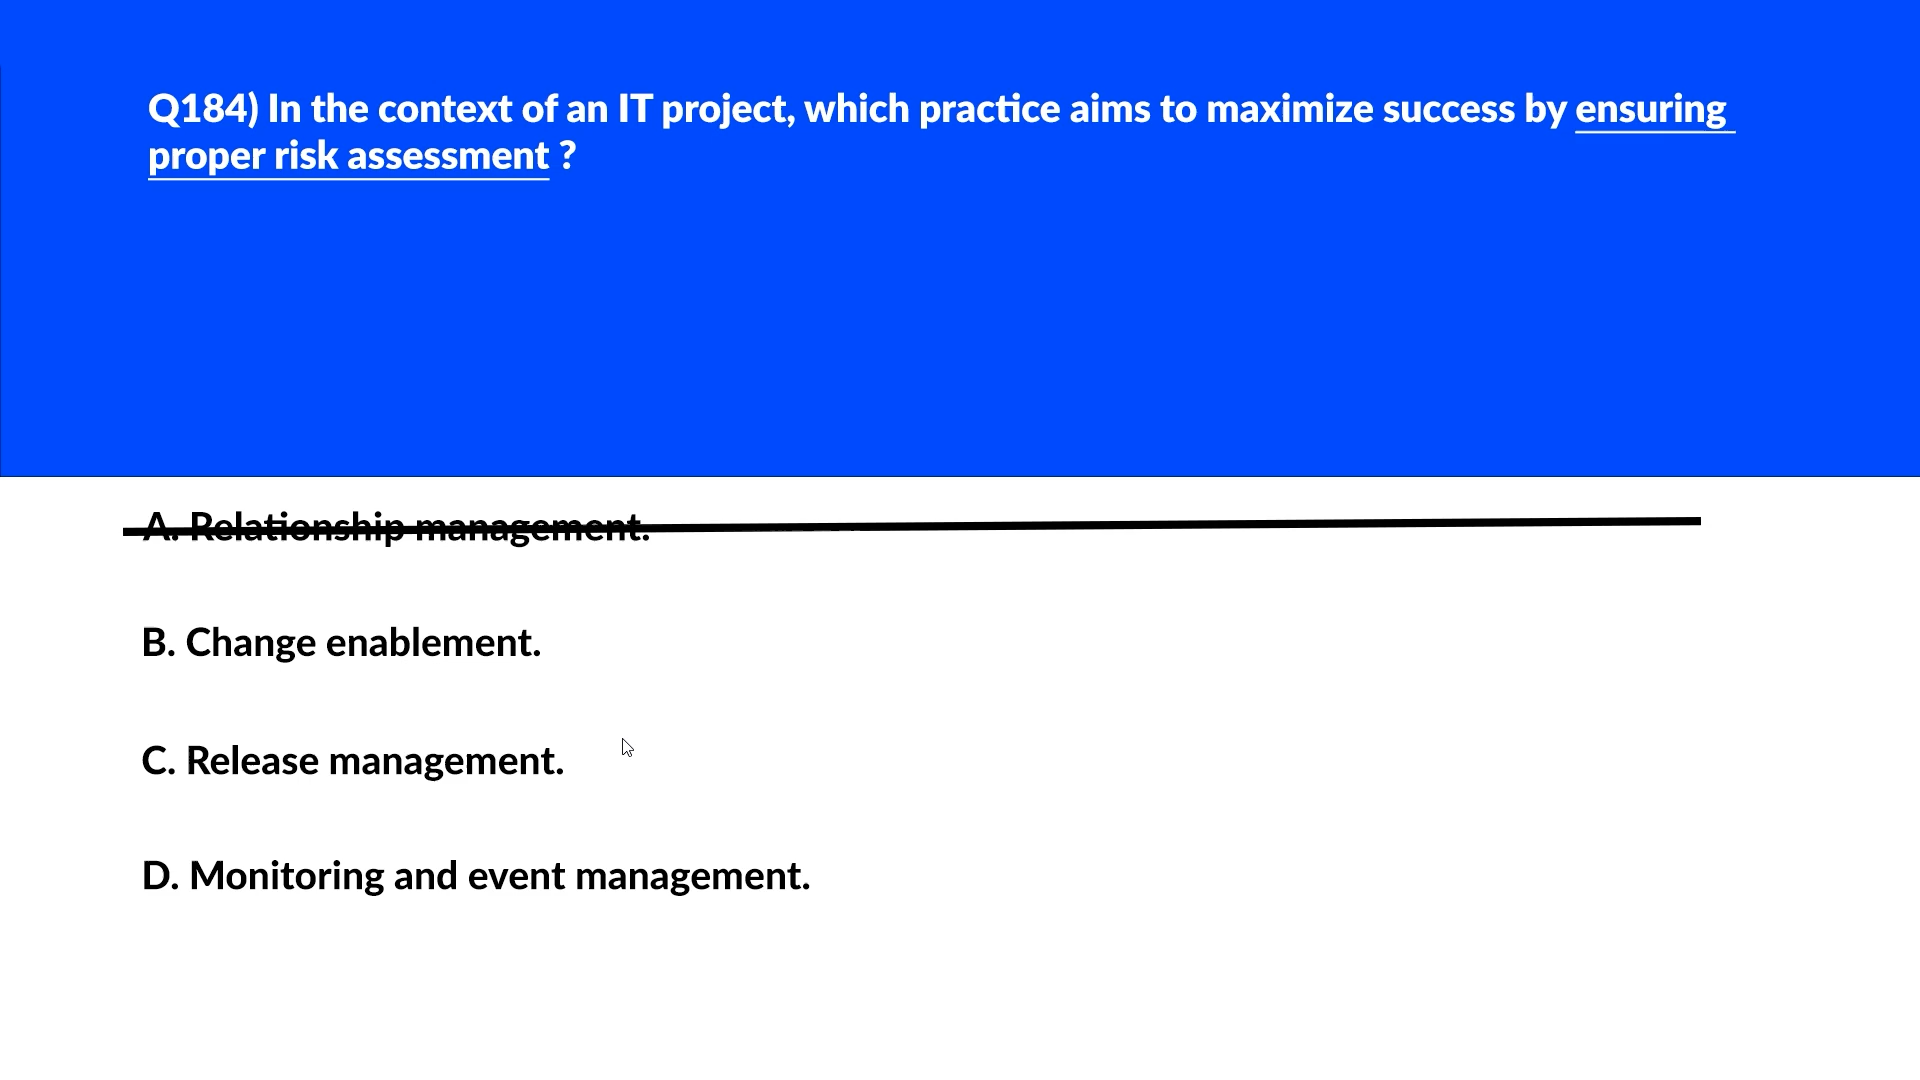 Q184) In the context of an IT project, which practice aims to maximize success by ensuring
proper risk assessment ?
A. Relationship management.
B. Change enablement.
C. Release management.
D. Monitoring and event management.